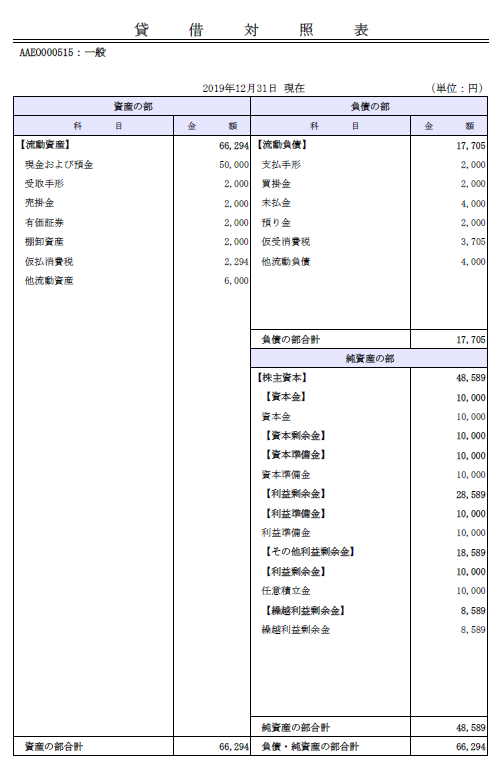 貸借対照表
AAE0000515：一般
2019年12月31日 現在 （単位：円）
資産の部
科目 金額
【流動資産】 66,294
現金および預金 50,000
受取手形 2,000
売掛金 2,000
有価証券 2,000
棚卸資産 2,000
仮払消費税 2,294
他流動資産 6,000
資産の部合計 66,294
負債の部
科目 金額
【流動負債】 17,705
支払手形 2,000
買掛金 2,000
未払金 4,000
預り金 2,000
仮受消費税 3,705
他流動負債 4,000
負債の部合計 17,705
純資産の部
【株主資本】 48,589
【資本金】 10,000
資本金 10,000
【資本剰余金】 10,000
【資本準備金】 10,000
資本準備金 10,000
【利益剰余金】 28,589
【利益準備金】 10,000
利益準備金 10,000
【その他利益剰余金】 18,589
【利益剰余金】 10,000
任意積立金 10,000
【繰越利益剰余金】 8,589
繰越利益剰余金 8,589
純資産の部合計 48,589
負債・純資産の部合計 66,294